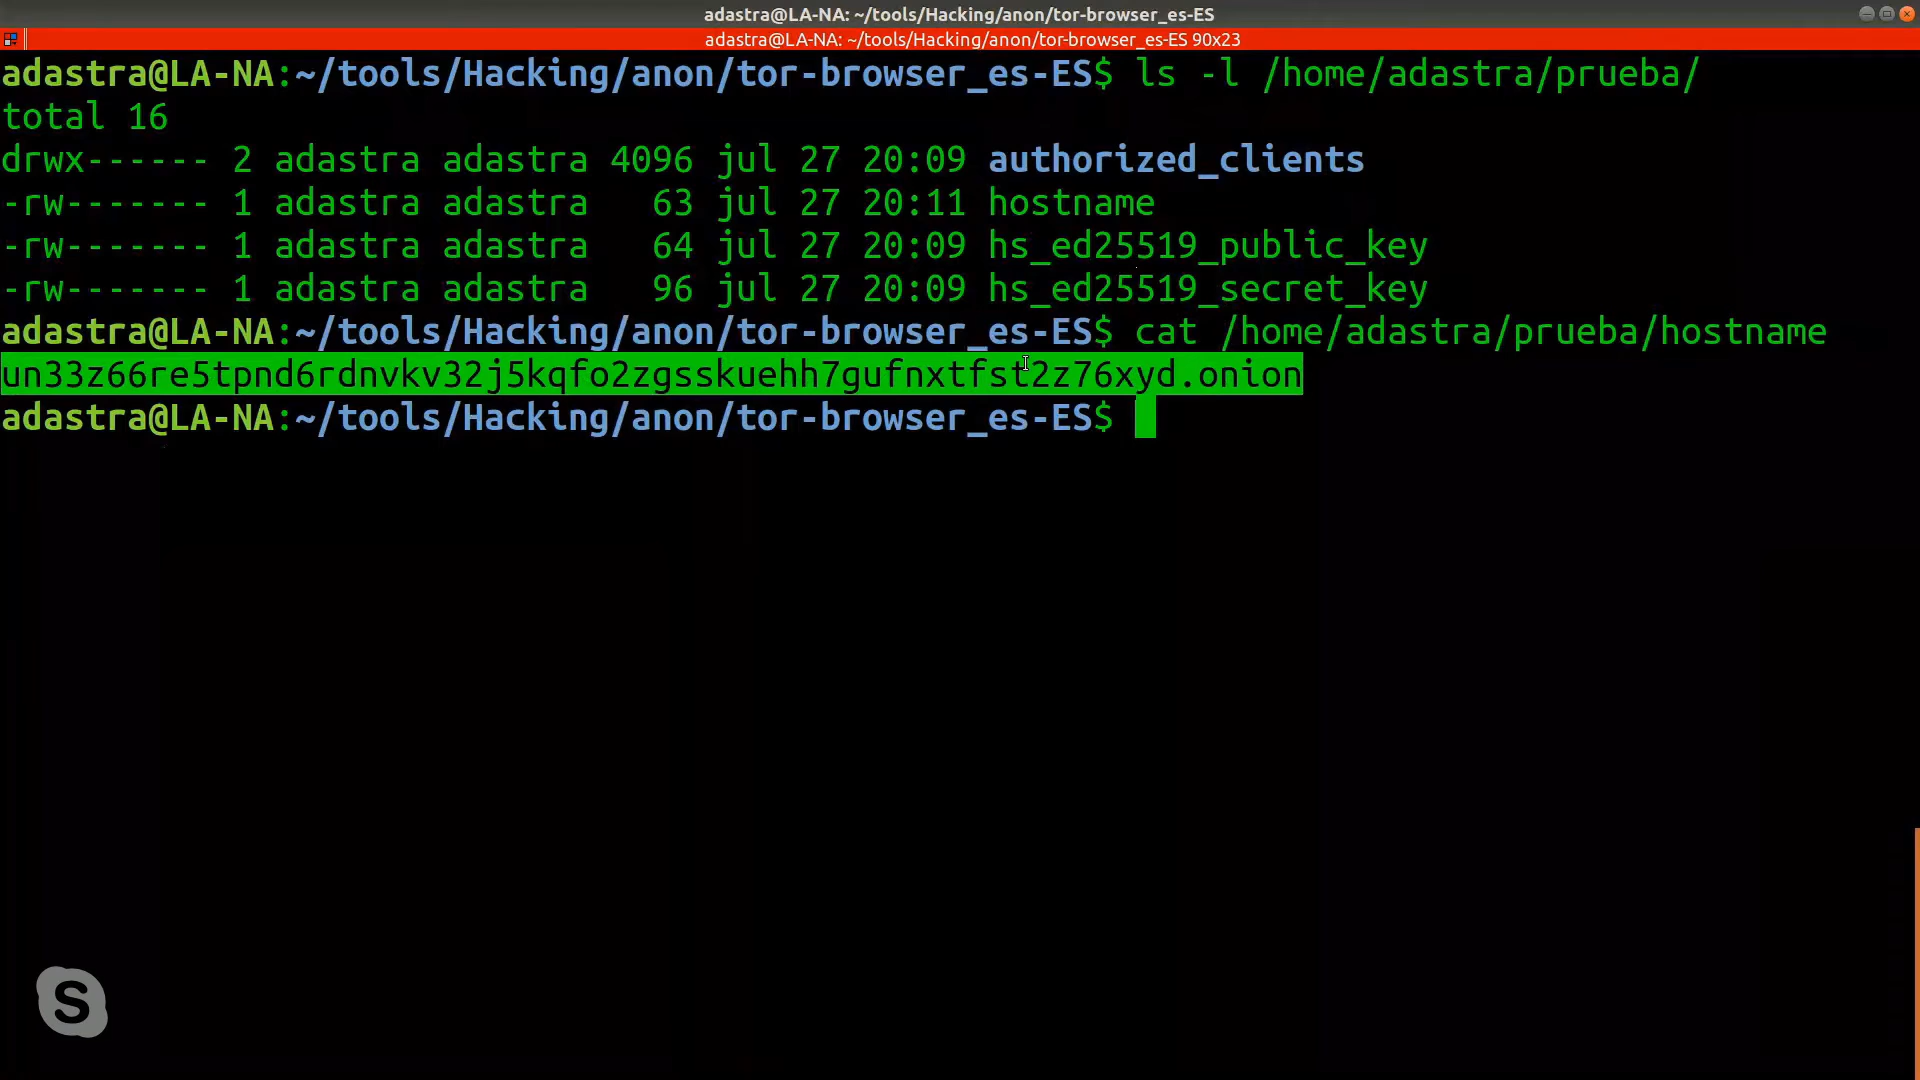 adastra@LA-NA: ~/tools/Hacking/anon/tor-browser_es-ES
adastra@LA-NA: ~/tools/Hacking/anon/tor-browser_es-ES 90x23
adastra@LA-NA:~/tools/Hacking/anon/tor-browser_es-ES$ ls -l /home/adastra/prueba/
total 16
drwx------ 2 adastra adastra 4096 jul 27 20:09 authorized_clients
-rw------- 1 adastra adastra   63 jul 27 20:11 hostname
-rw------- 1 adastra adastra   64 jul 27 20:09 hs_ed25519_public_key
-rw------- 1 adastra adastra   96 jul 27 20:09 hs_ed25519_secret_key
adastra@LA-NA:~/tools/Hacking/anon/tor-browser_es-ES$ cat /home/adastra/prueba/hostname
un33z66re5tpnd6rdnvkv32j5kqfo2zgsskuehh7gufnxtfst2z76xyd.onion
adastra@LA-NA:~/tools/Hacking/anon/tor-browser_es-ES$
S